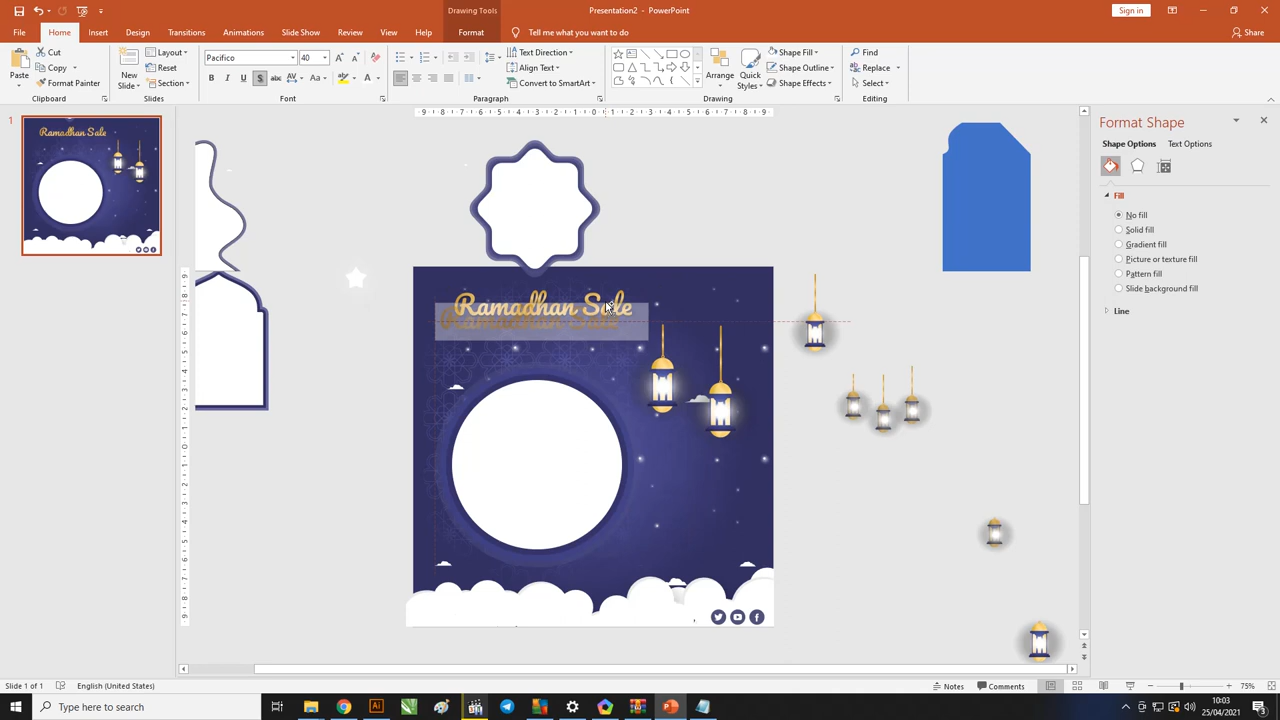 Drawing Tools
Presentation2 - PowerPoint
Sign in
File
Home
Insert
Design
Transitions
Animations
Slide Show
Review
View
Help
Format
Tell me what you want to do
Share
Paste
Cut
Copy
Format Painter
Clipboard
New Slide
Layout
Reset
Section
Slides
Pacifico
40
Font
Text Direction
Align Text
Convert to SmartArt
Paragraph
Arrange
Quick Styles
Shape Fill
Shape Outline
Shape Effects
Drawing
Find
Replace
Select
Editing
1
Ramadhan Sale
Ramadhan Sale
Ramadhan Sale
Format Shape
Shape Options
Text Options
Fill
No fill
Solid fill
Gradient fill
Picture or texture fill
Pattern fill
Slide background fill
Line
Slide 1 of 1
English (United States)
Notes
Comments
75%
Type here to search
10:03
25/04/2021